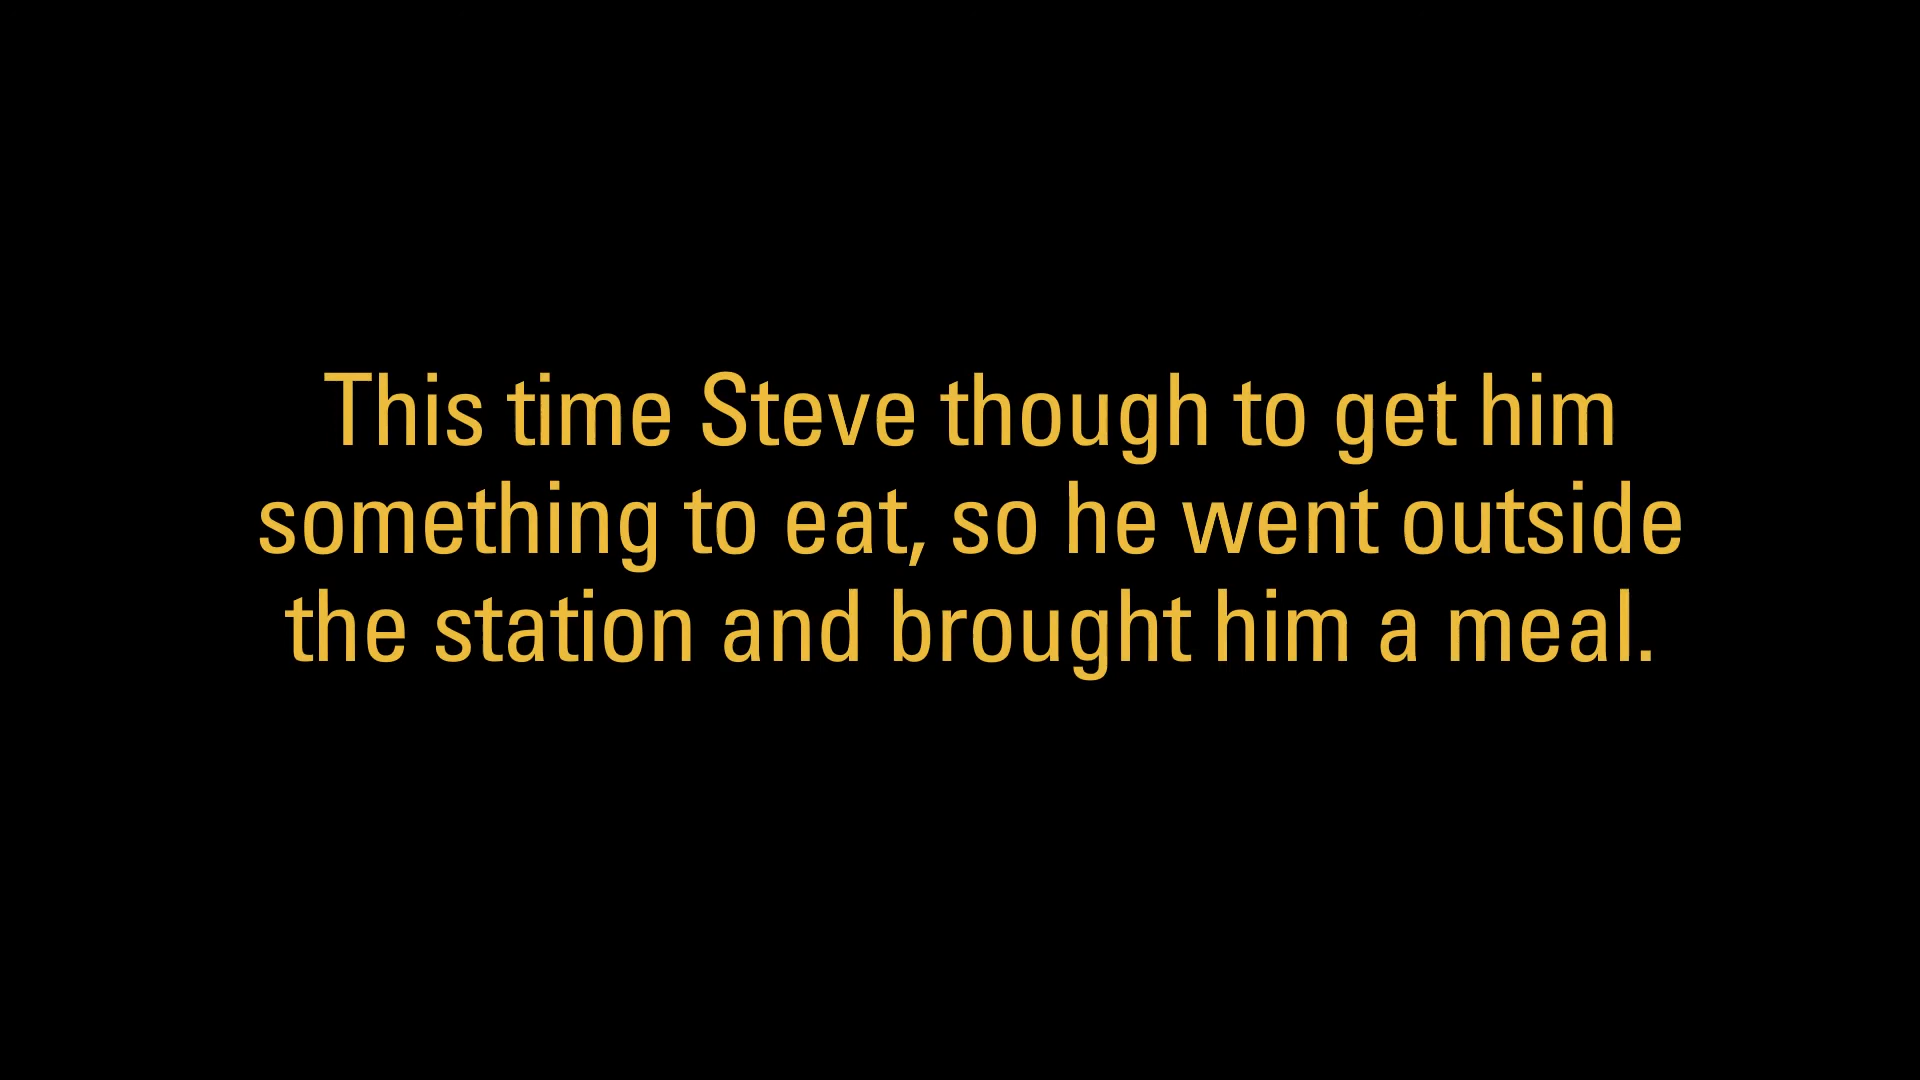 This time Steve though to get him
something to eat, so he went outside
the station and brought him a meal.